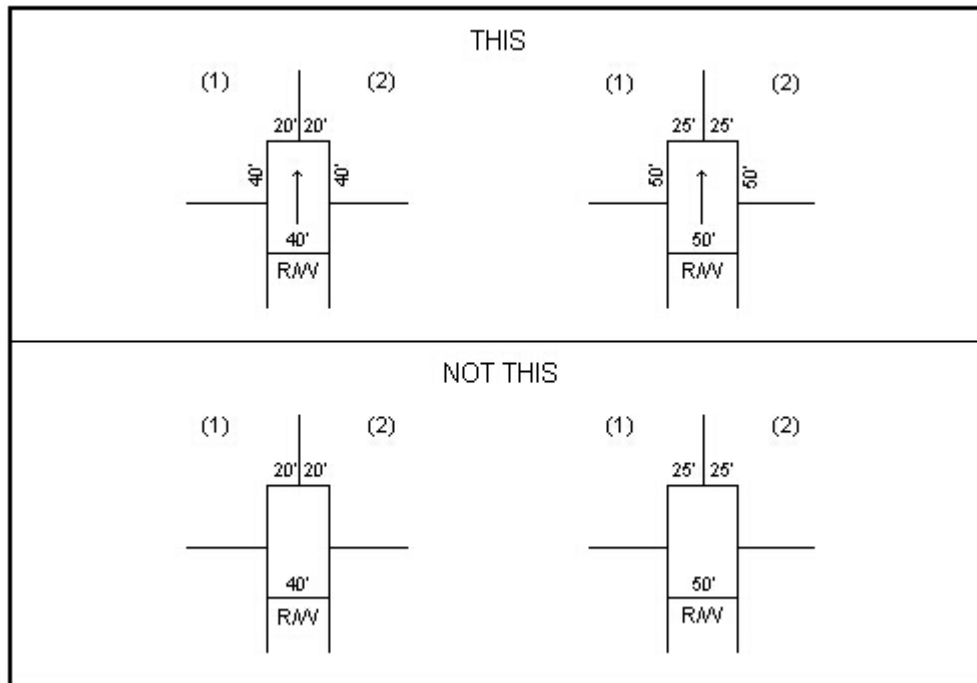 THIS
(1) (2) (1) (2)
20' 20' 25' 25'
40' 40' 50' 50'
40' 50'
R/W R/W
NOT THIS
(1) (2) (1) (2)
20' 20' 25' 25'
40' 50'
R/W R/W